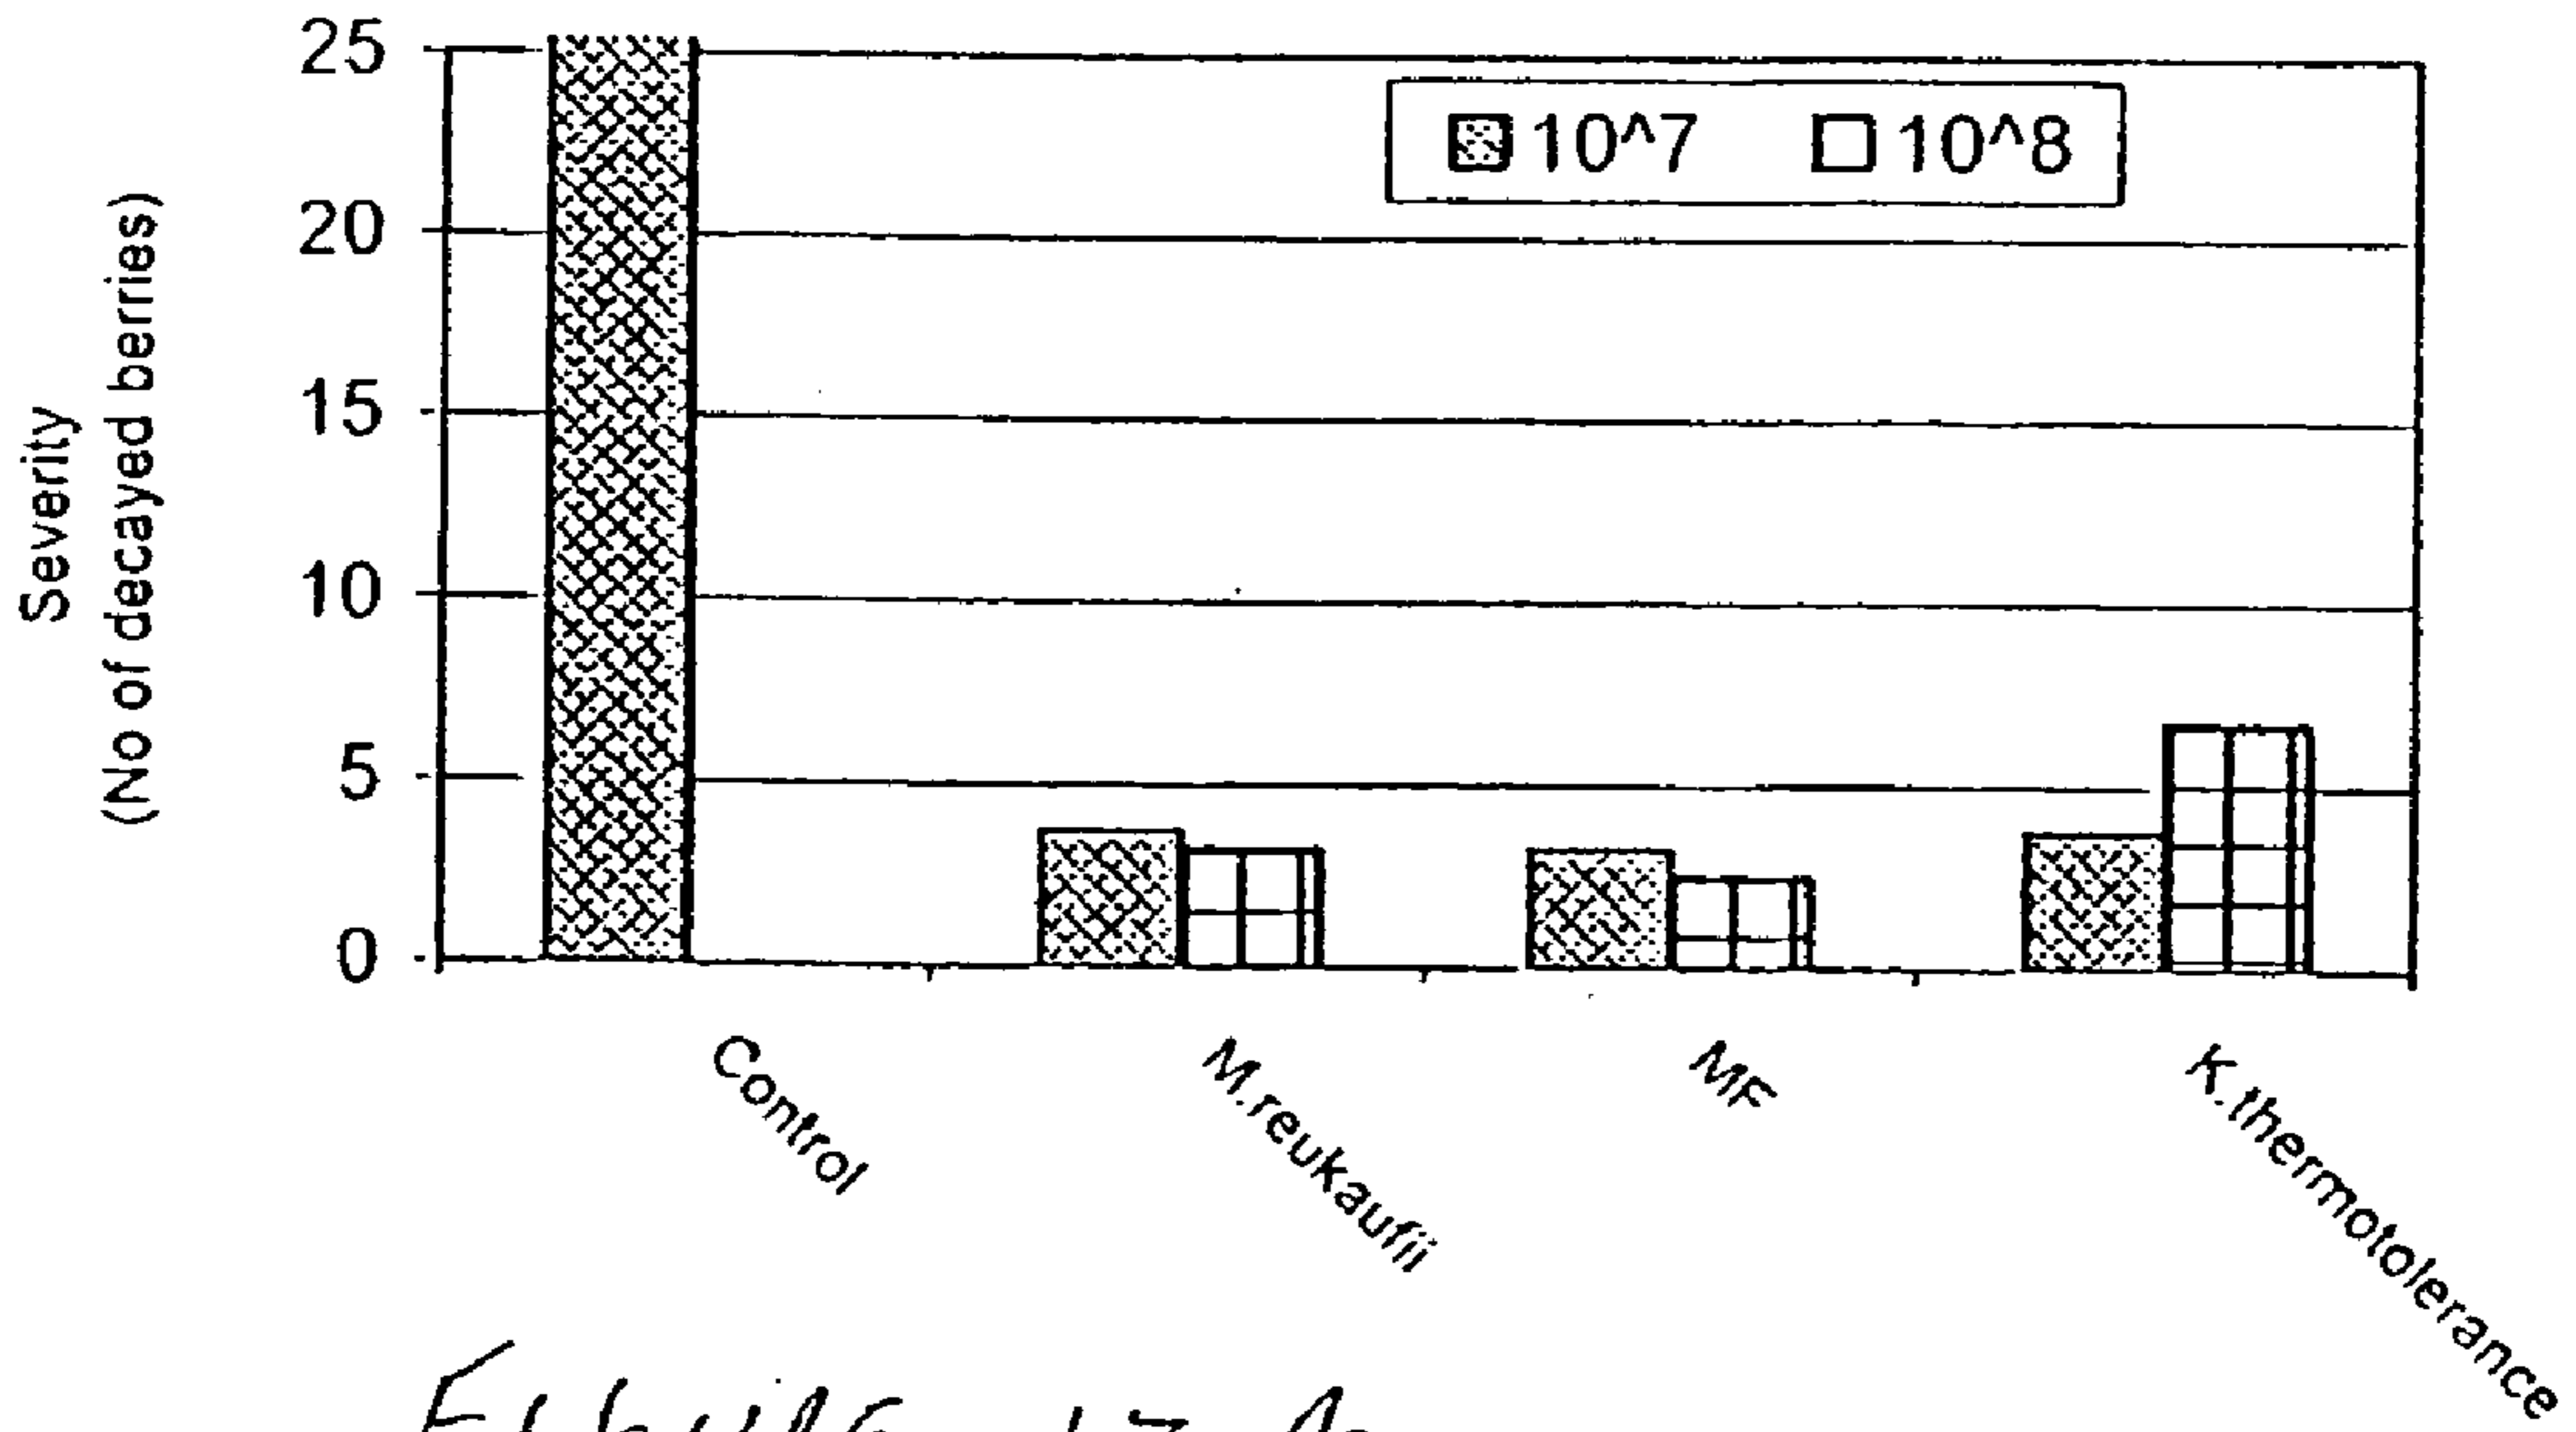 25
20
15
10
5
0
Severity
(No of decayed berries)
10^7 10^8
Control
M.reukaufii
MF
K.thermotolerance